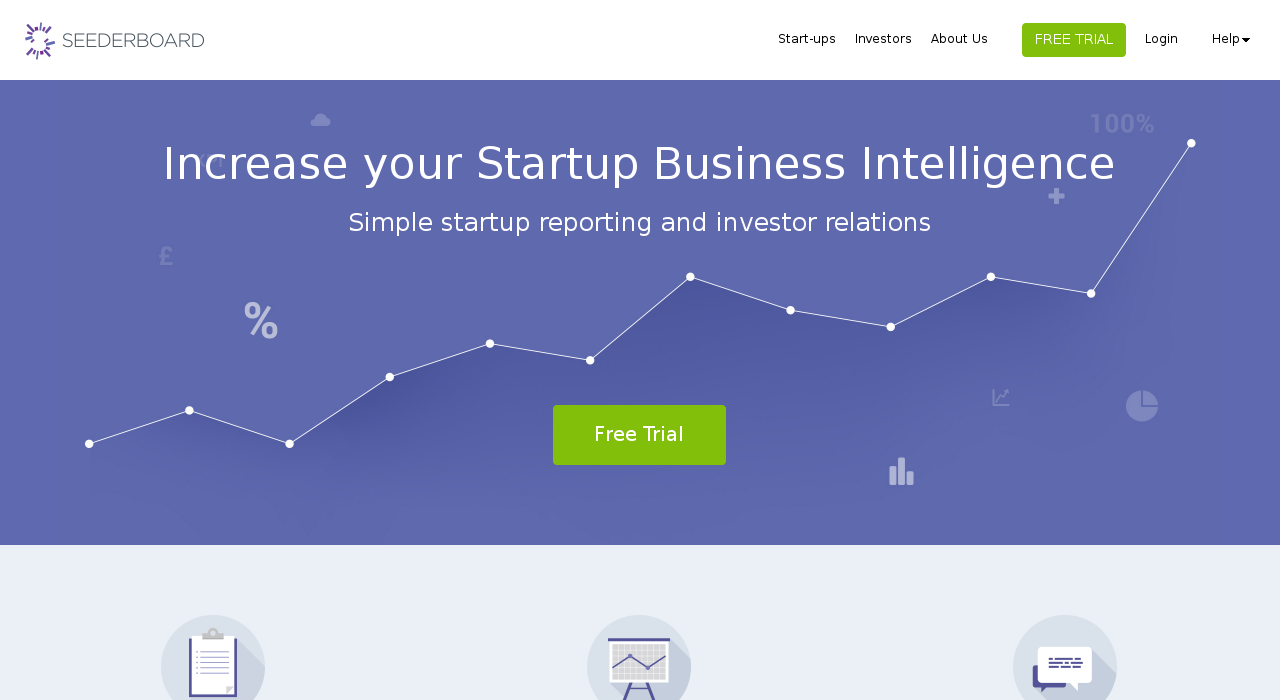 SEEDERBOARD
Start-ups Investors About Us FREE TRIAL Login Help
100%
Increase your Startup Business Intelligence
Simple startup reporting and investor relations
£
%
Free Trial